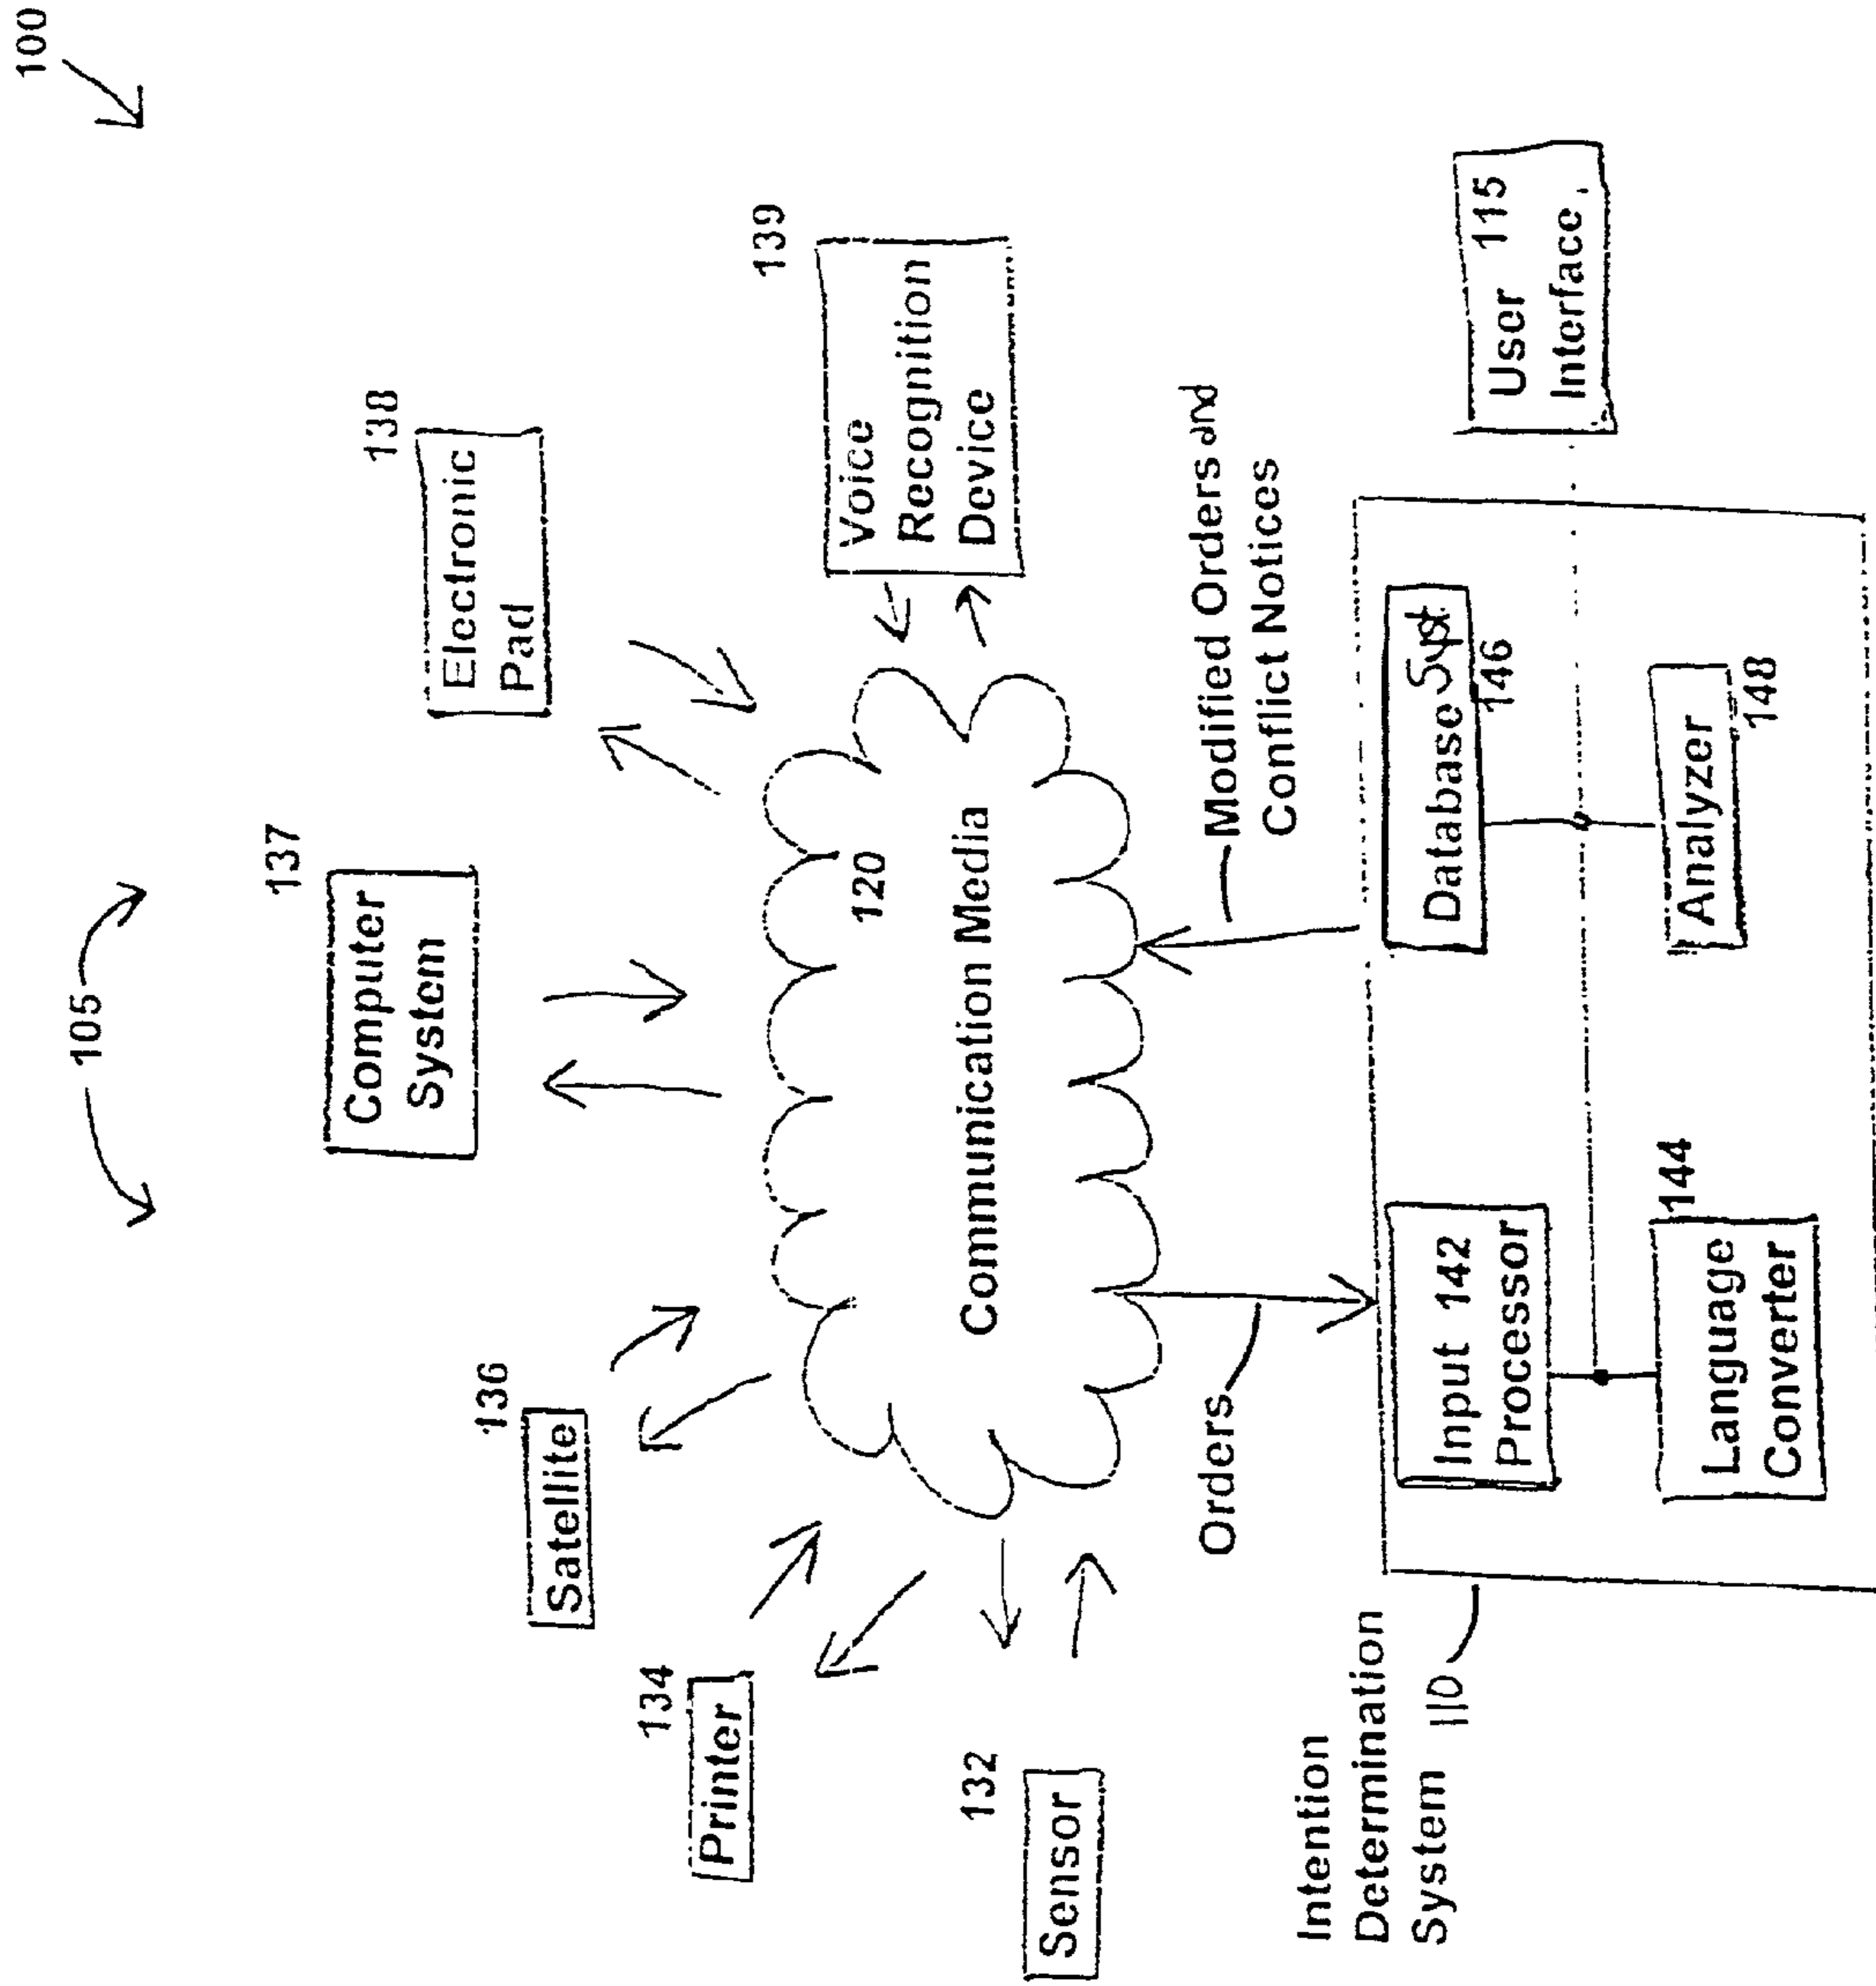 100
105
137
Computer
System
138
Electronic
Pad
136
Satellite
139
Voice
Recognition
Device
134
Printer
120
Communication Media
132
Sensor
Orders
Modified Orders and
Conflict Notices
Intention
Determination
System 110
Input 142
Processor
Database Syst
146
User 115
Interface
144
Language
Converter
Analyzer
148